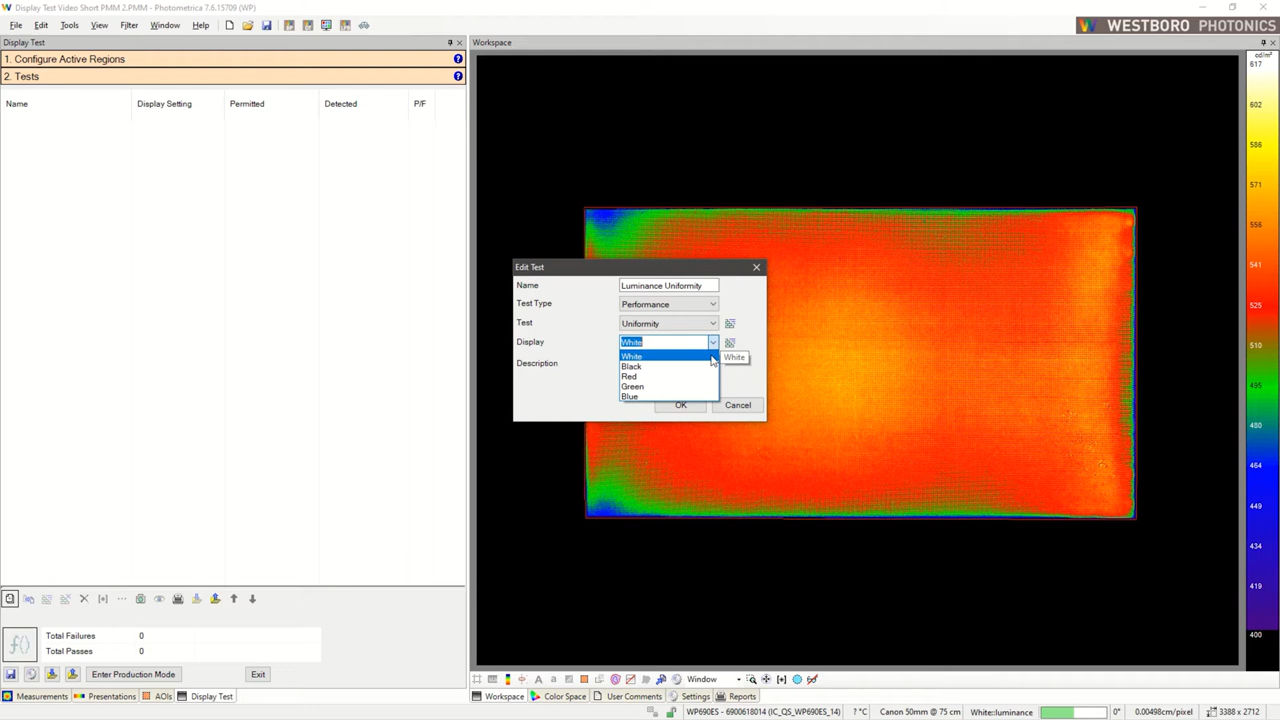 Display Test Video Short PMM 2.PMM - Photometrica 7.6.15709 (WP)
File Edit Tools View Filter Window Help
WESTBORO PHOTONICS
Display Test
Workspace
1. Configure Active Regions
2. Tests
Name Display Setting Permitted Detected P/F
cd/m²
617
602
586
571
556
541
525
510
495
480
464
449
434
419
400
Edit Test
Name Luminance Uniformity
Test Type Performance
Test Uniformity
Display White
White
White
Black
Description
Red
Green
Blue
OK Cancel
f()
Total Failures 0
Total Passes 0
Enter Production Mode Exit
Window
Measurements Presentations AOIs Display Test
Workspace Color Space User Comments Settings Reports
WP690ES - 6900618014 (IC_QS_WP690ES_14) ? °C Canon 50mm @ 75 cm White:luminance 0° 0.00498cm/pixel 3388 x 2712